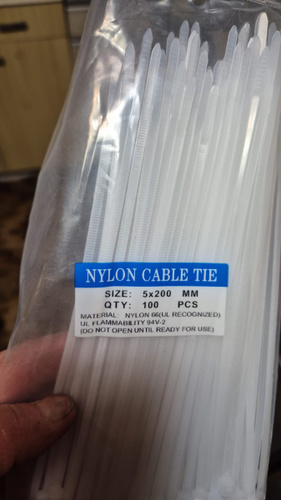 NYLON CABLE TIE
SIZE: 5x200 MM
QTY: 100 PCS
MATERIAL: NYLON 66(UL RECOGNIZED)
UL FLAMMABILITY 94V-2
(DO NOT OPEN UNTIL READY FOR USE)